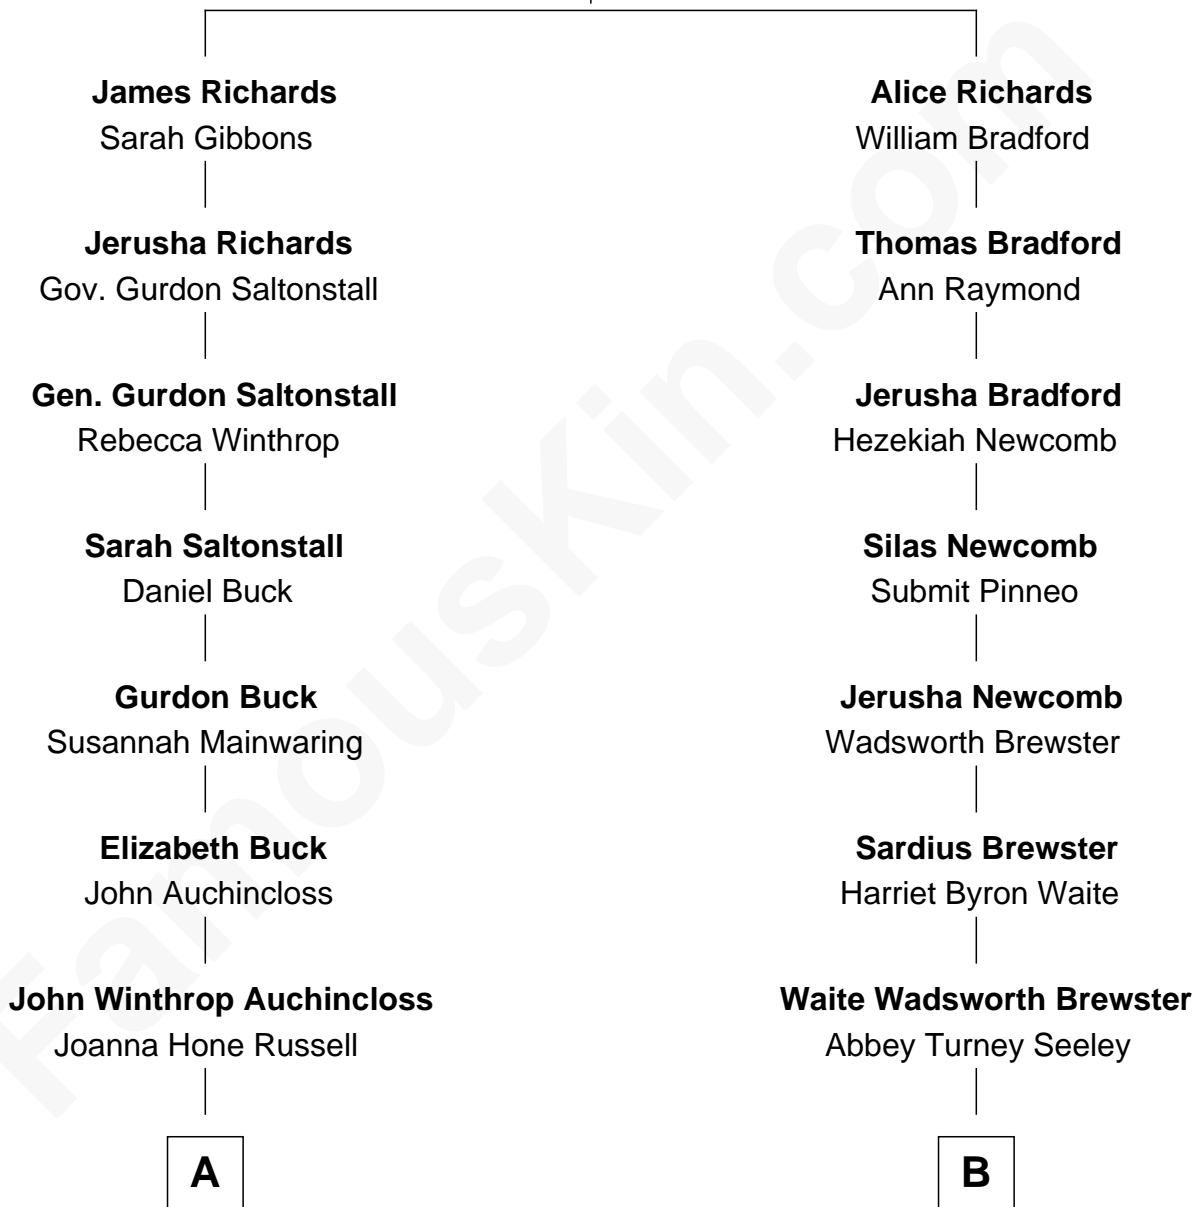 James Richards
Sarah Gibbons
Jerusha Richards
Gov. Gurdon Saltonstall
Gen. Gurdon Saltonstall
Rebecca Winthrop
Sarah Saltonstall
Daniel Buck
Gurdon Buck
Susannah Mainwaring
Elizabeth Buck
John Auchincloss
John Winthrop Auchincloss
Joanna Hone Russell
A
Alice Richards
William Bradford
Thomas Bradford
Ann Raymond
Jerusha Bradford
Hezekiah Newcomb
Silas Newcomb
Submit Pinneo
Jerusha Newcomb
Wadsworth Brewster
Sardius Brewster
Harriet Byron Waite
Waite Wadsworth Brewster
Abbey Turney Seeley
B
FamousKin.com